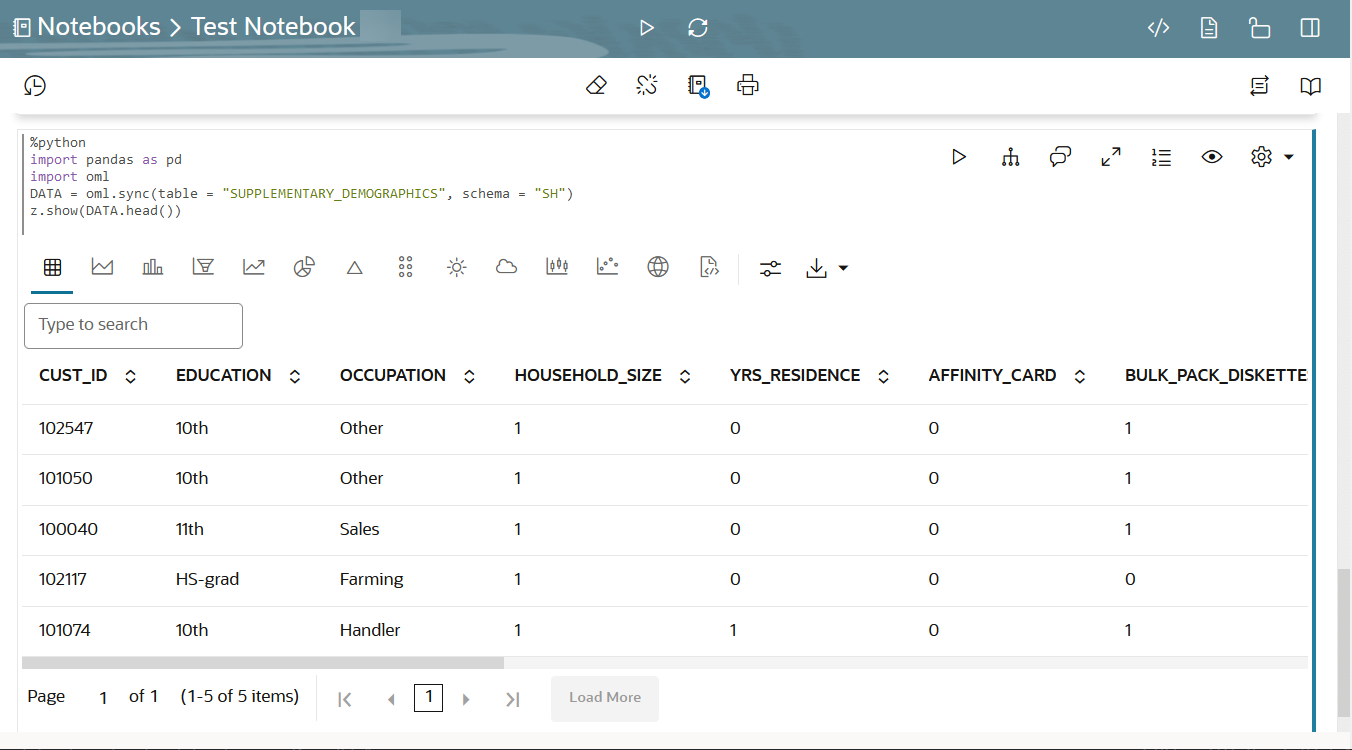 Notebooks > Test Notebook
%python
import pandas as pd
import oml
DATA = oml.sync(table = "SUPPLEMENTARY_DEMOGRAPHICS", schema = "SH")
z.show(DATA.head())
Type to search
CUST_ID EDUCATION OCCUPATION HOUSEHOLD_SIZE YRS_RESIDENCE AFFINITY_CARD BULK_PACK_DISKETTE
102547 10th Other 1 0 0 1
101050 10th Other 1 0 0 1
100040 11th Sales 1 0 0 1
102117 HS-grad Farming 1 0 0 0
101074 10th Handler 1 1 0 1
Page 1 of 1 (1-5 of 5 items) 1 Load More